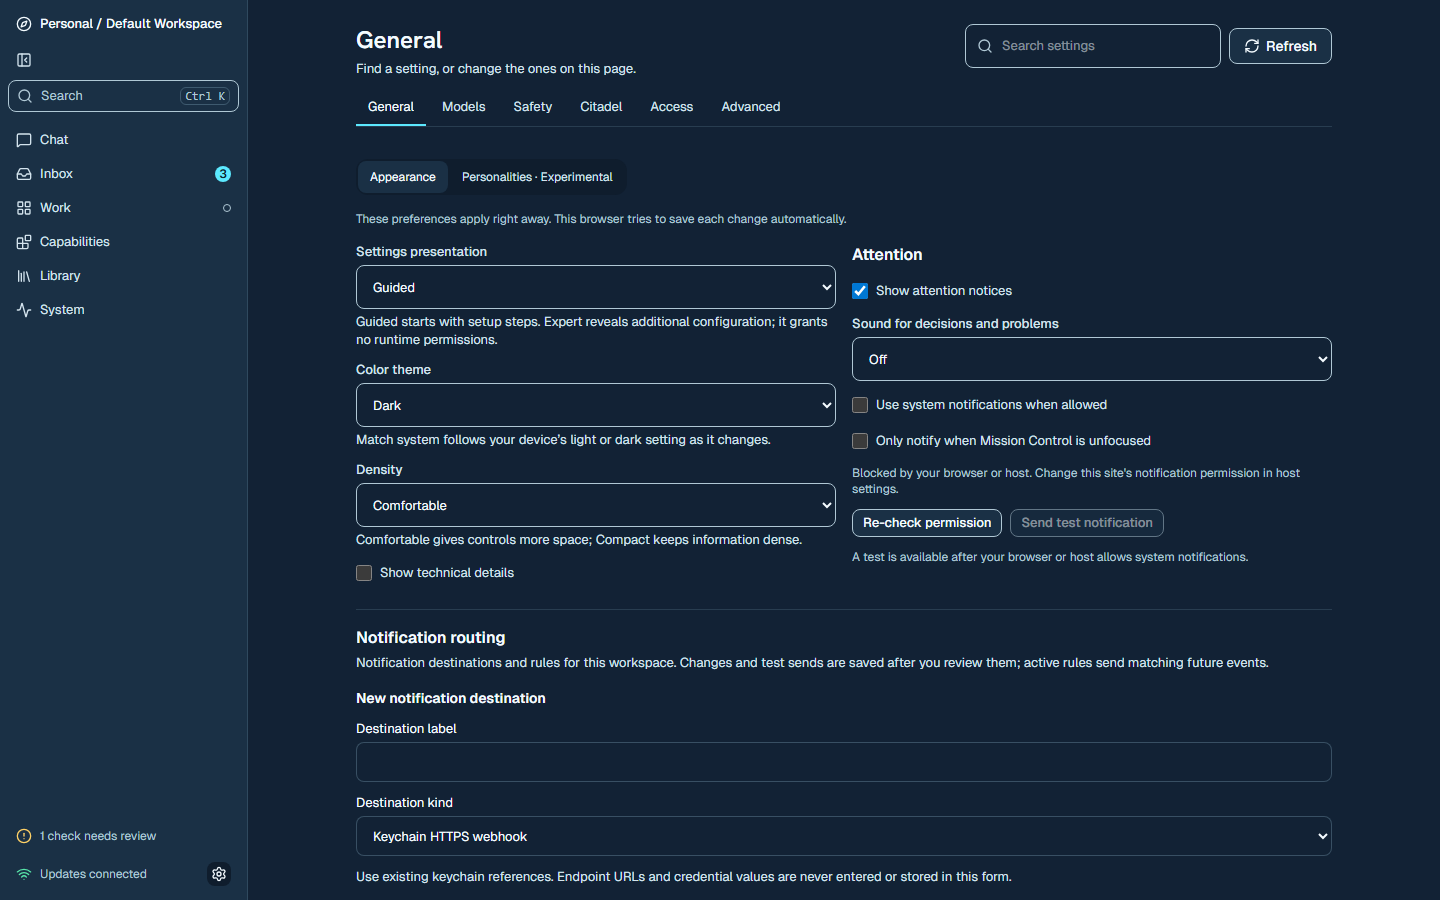 Personal / Default Workspace
Search
Ctrl K
Chat
Inbox
3
Work
Capabilities
Library
System
1 check needs review
Updates connected
General
Find a setting, or change the ones on this page.
Search settings
Refresh
General
Models
Safety
Citadel
Access
Advanced
Appearance
Personalities · Experimental
These preferences apply right away. This browser tries to save each change automatically.
Settings presentation
Guided
Guided starts with setup steps. Expert reveals additional configuration; it grants
no runtime permissions.
Color theme
Dark
Match system follows your device's light or dark setting as it changes.
Density
Comfortable
Comfortable gives controls more space; Compact keeps information dense.
Show technical details
Attention
Show attention notices
Sound for decisions and problems
Off
Use system notifications when allowed
Only notify when Mission Control is unfocused
Blocked by your browser or host. Change this site's notification permission in host
settings.
Re-check permission
Send test notification
A test is available after your browser or host allows system notifications.
Notification routing
Notification destinations and rules for this workspace. Changes and test sends are saved after you review them; active rules send matching future events.
New notification destination
Destination label
Destination kind
Keychain HTTPS webhook
Use existing keychain references. Endpoint URLs and credential values are never entered or stored in this form.